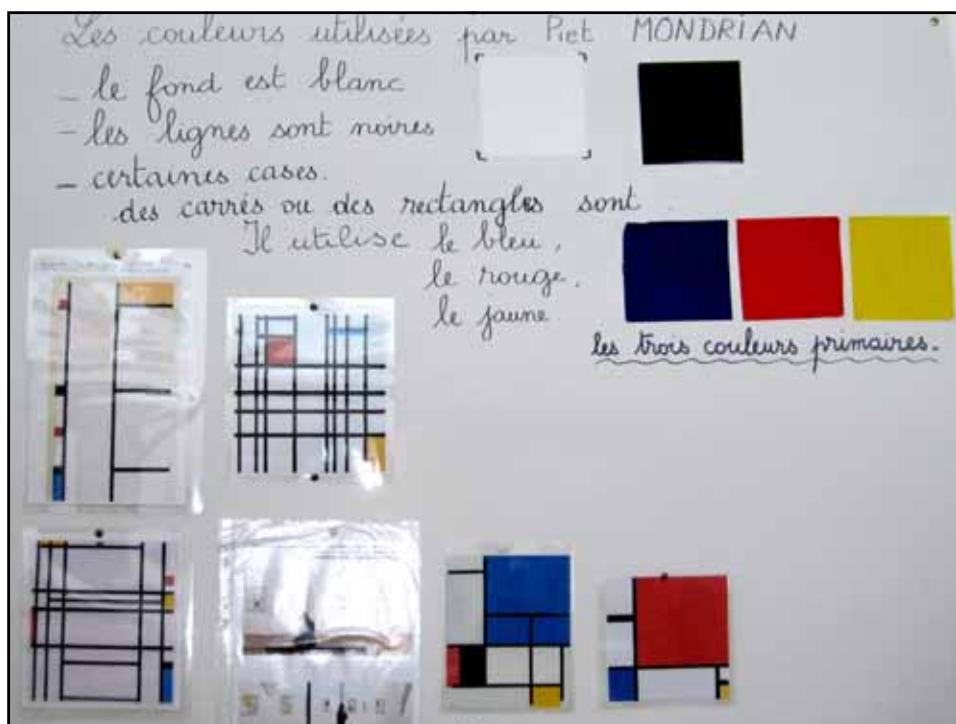 Les couleurs utilisées par Piet MONDRIAN
- le fond est blanc
- les lignes sont noires
- certaines cases.
des carrés ou des rectangles sont
Il utilise le bleu,
le rouge.
le jaune
les trois couleurs primaires.